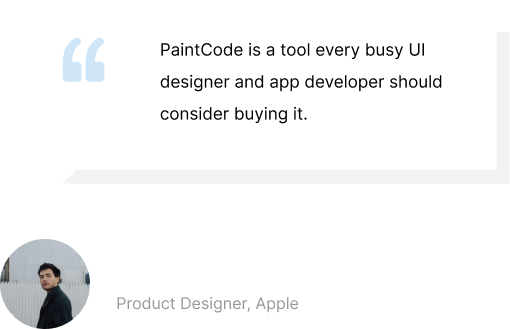 “
PaintCode is a tool every busy UI
designer and app developer should
consider buying it.
Product Designer, Apple